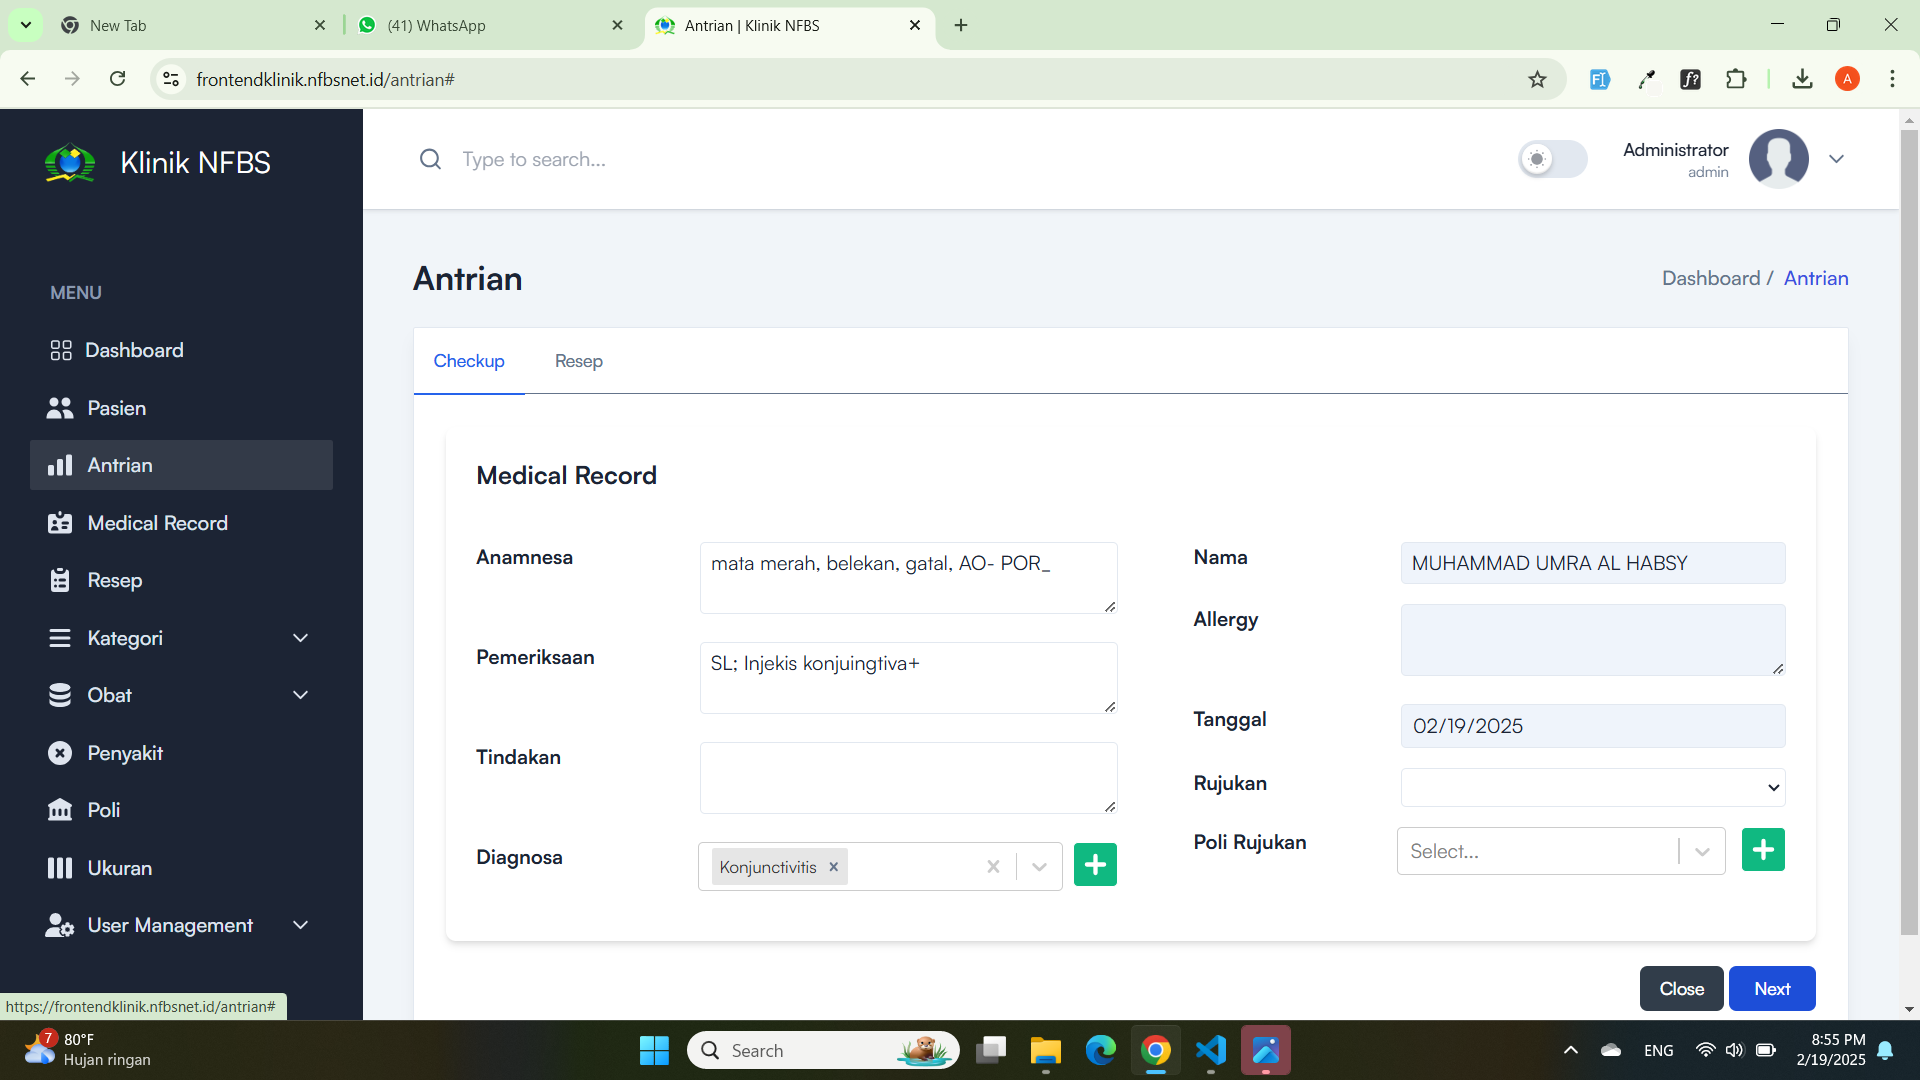 New Tab
(41) WhatsApp
Antrian | Klinik NFBS
frontendklinik.nfbsnet.id/antrian#
A
Klinik NFBS
Type to search...
Administrator
admin
MENU
Dashboard
Pasien
Antrian
Medical Record
Resep
Kategori
Obat
Penyakit
Poli
Ukuran
User Management
Antrian
Dashboard / Antrian
Checkup
Resep
Medical Record
Anamnesa
mata merah, belekan, gatal, AO- POR_
Pemeriksaan
SL; Injekis konjuingtiva+
Tindakan
Diagnosa
Konjunctivitis
Nama
MUHAMMAD UMRA AL HABSY
Allergy
Tanggal
02/19/2025
Rujukan
Poli Rujukan
Select...
Close
Next
https://frontendklinik.nfbsnet.id/antrian#
7
80°F
Hujan ringan
Search
ENG
8:55 PM
2/19/2025